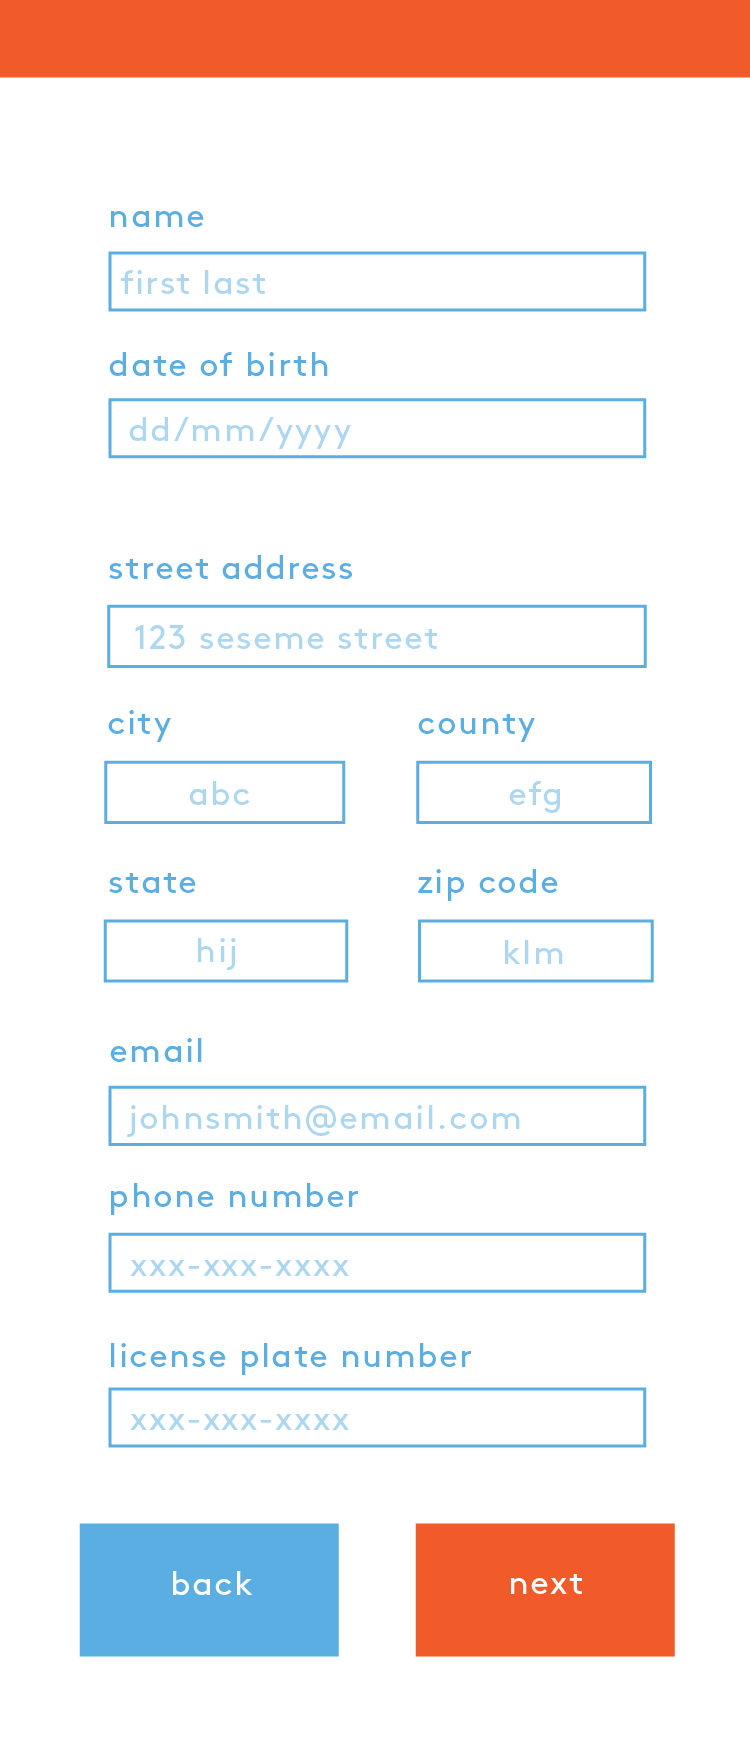 name
first last
date of birth
dd/mm/yyyy
street address
123 seseme street
city
county
abc
efg
state
zip code
hij
klm
email
johnsmith@email.com
phone number
xxx-xxx-xxxx
license plate number
xxx-xxx-xxxx
back
next